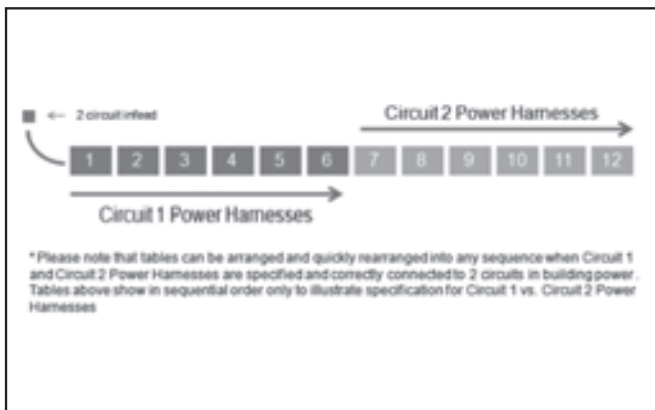 Circuit 2 Power Harnesses
← 2 circuit infeed
1 2 3 4 5 6 7 8 9 10 11 12
Circuit 1 Power Harnesses
* Please note that tables can be arranged and quickly rearranged into any sequence when Circuit 1
and Circuit 2 Power Harnesses are specified and correctly connected to 2 circuits in building power.
Tables above show in sequential order only to illustrate specification for Circuit 1 vs. Circuit 2 Power
Harnesses